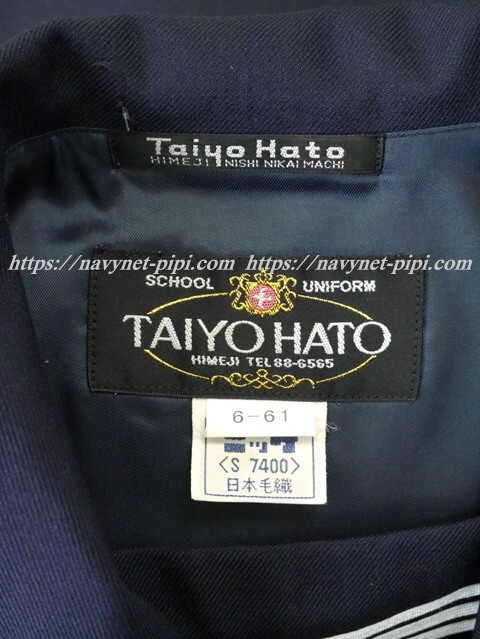 Taiyo Hato
HIMEJI NISHI NIKAI MACHI
https://navynet-pipi.com https://navynet-pipi.com
SCHOOL UNIFORM
TAIYO HATO
HIMEJI TEL 88-6565
6-61
<S 7400>
日本毛織